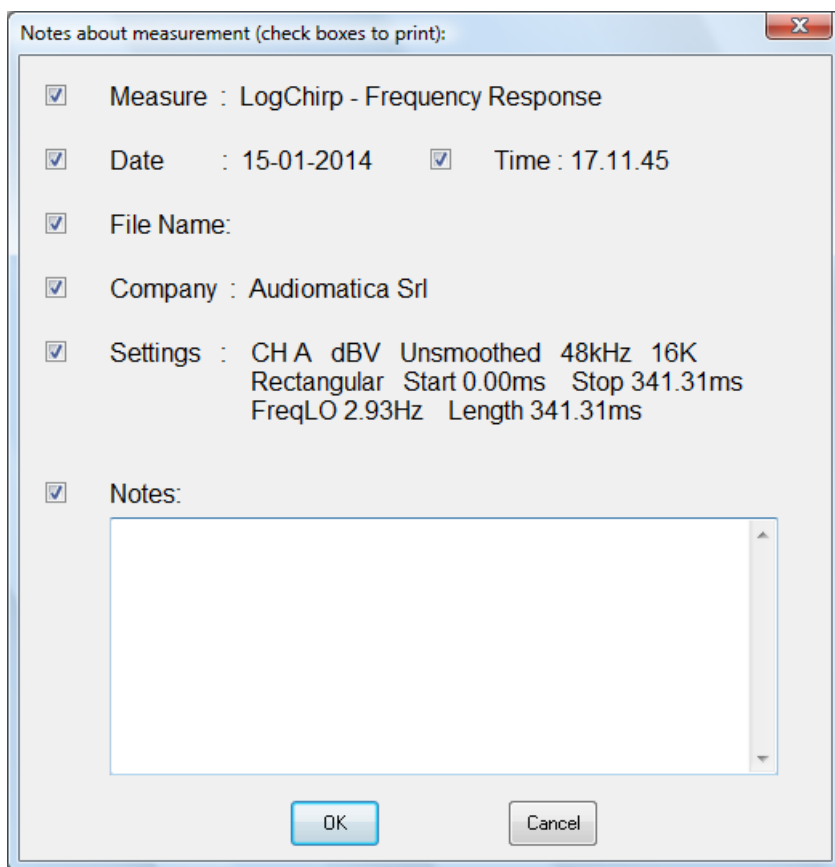 Notes about measurement (check boxes to print):
Measure : LogChirp - Frequency Response
Date : 15-01-2014 Time : 17.11.45
File Name:
Company : Audiomatica Srl
Settings : CH A dBV Unsmoothed 48kHz 16K
Rectangular Start 0.00ms Stop 341.31ms
FreqLO 2.93Hz Length 341.31ms
Notes:
OK Cancel